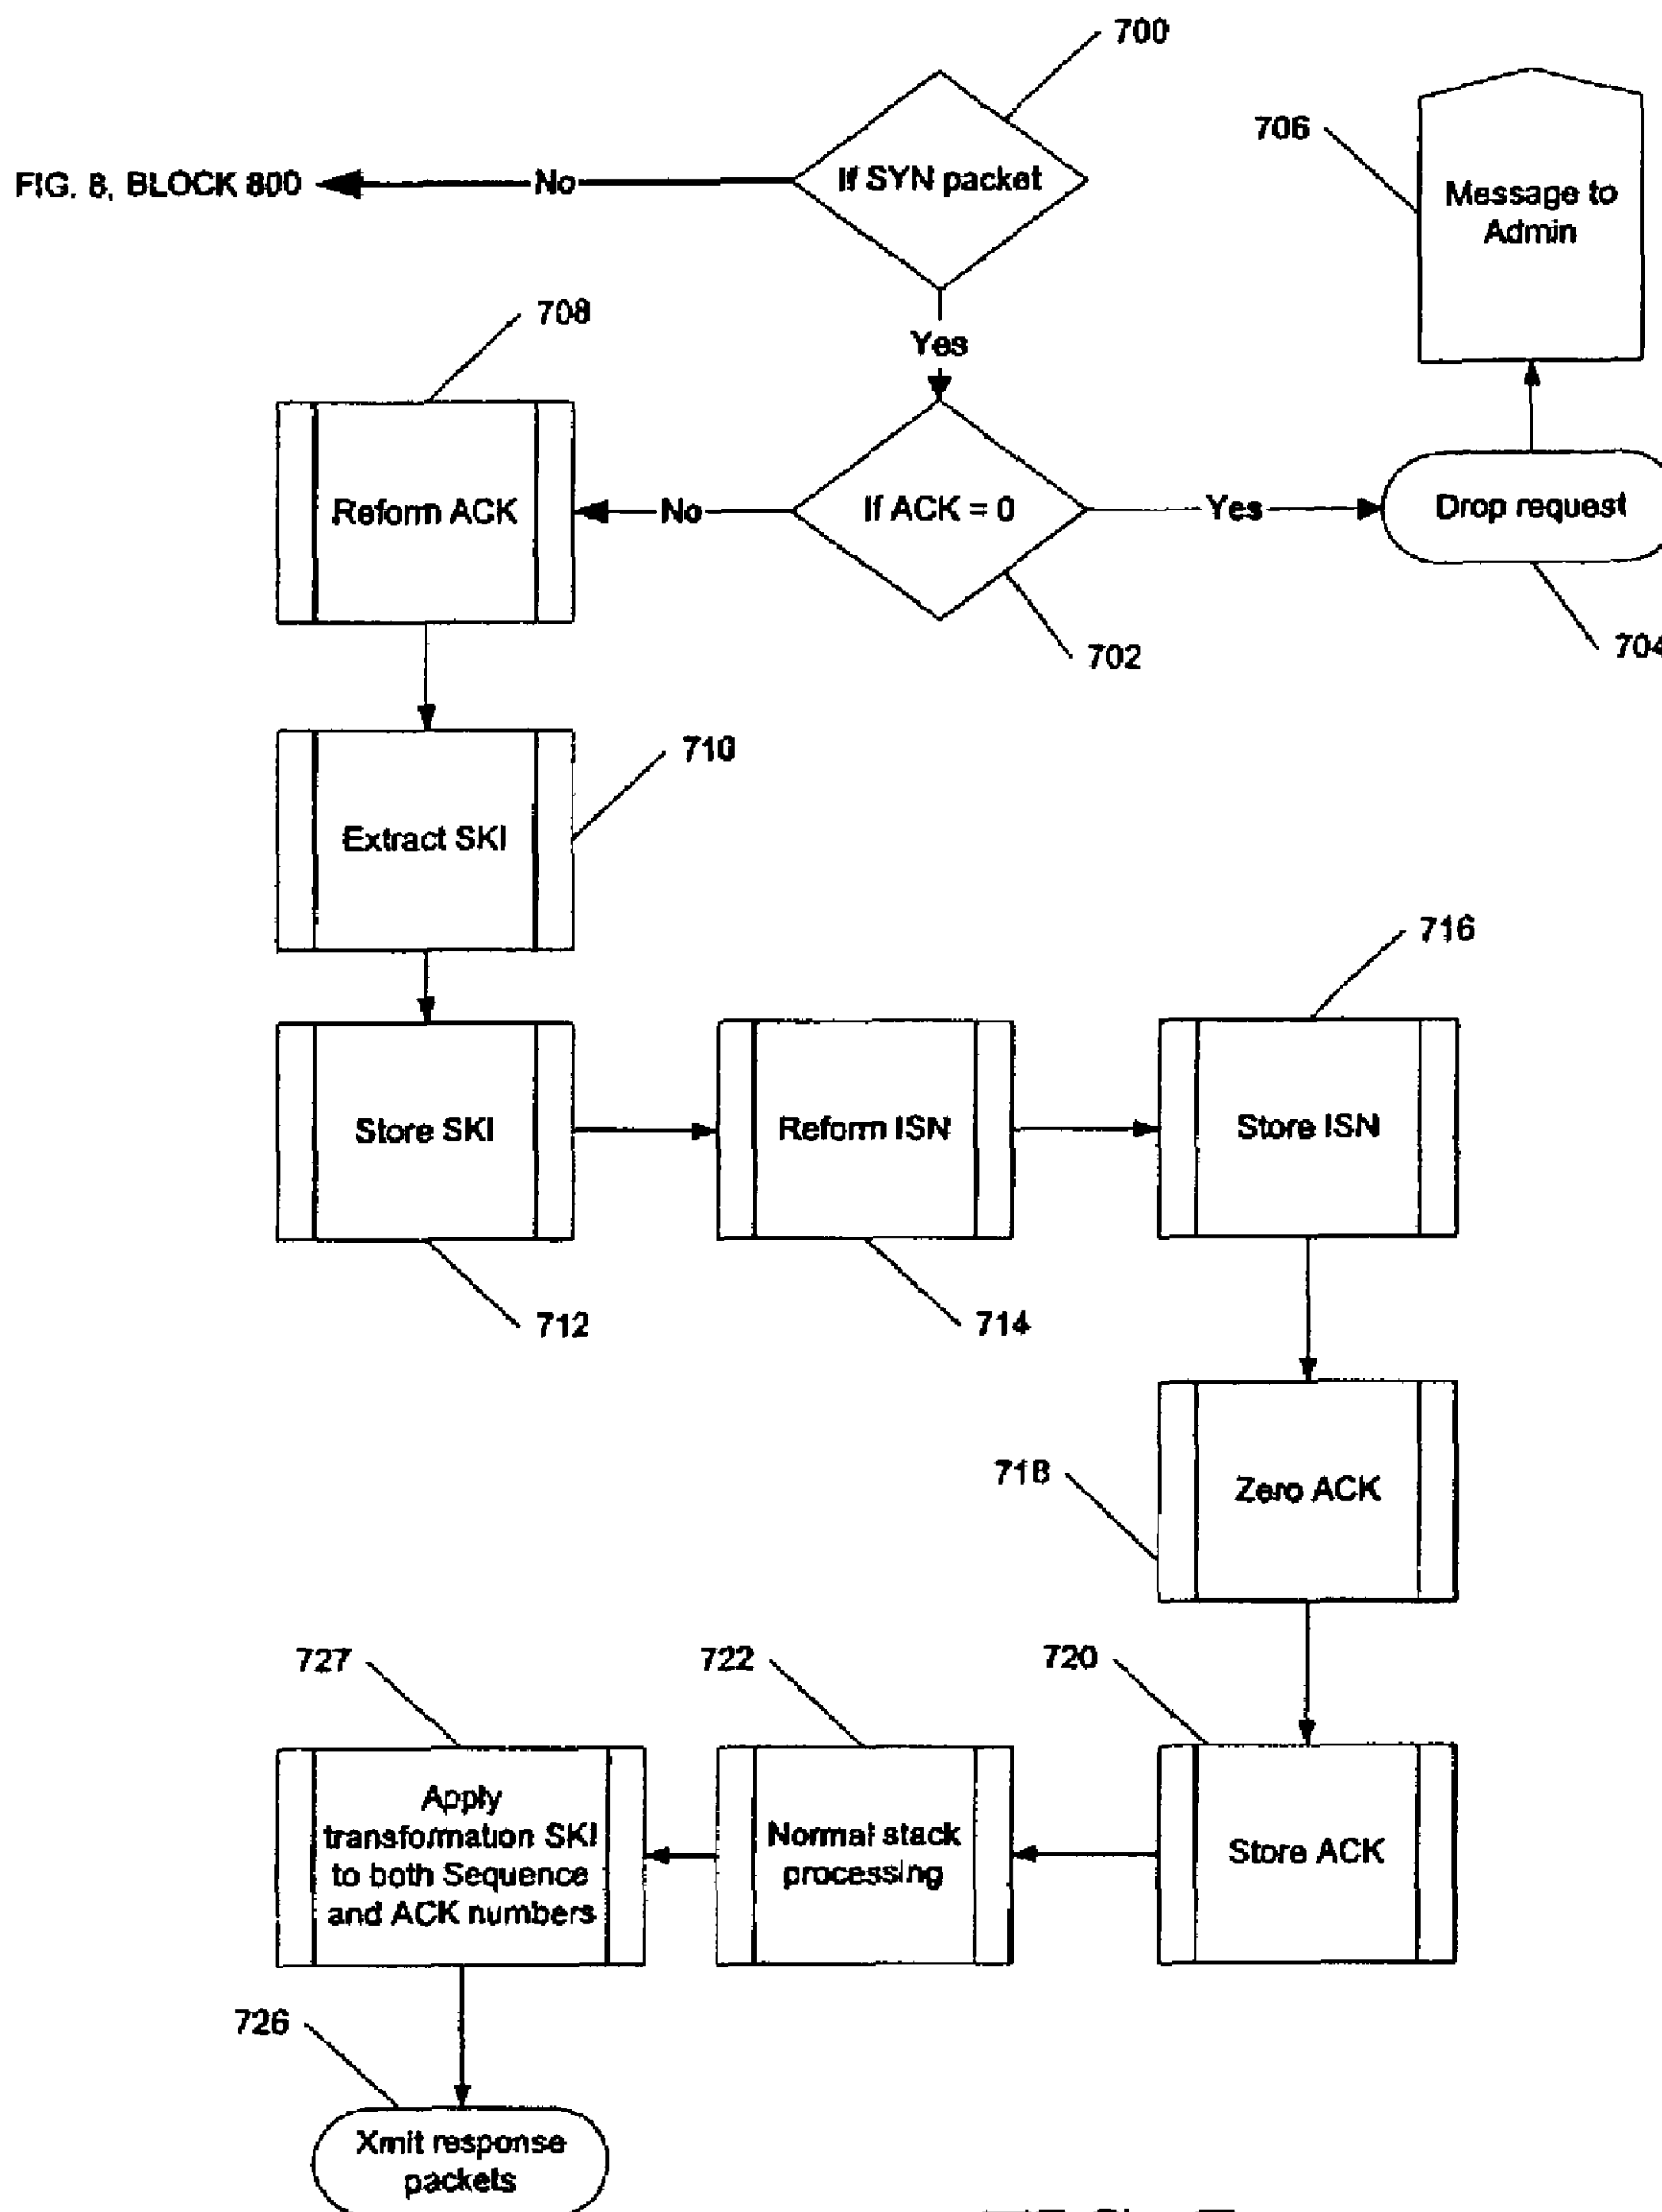 700
706
Message to
Admin
FIG. 8, BLOCK 800
No
If SYN packet
Yes
708
Reform ACK
No
If ACK = 0
Yes
Drop request
702
704
710
Extract SKI
716
Store SKI
Reform ISN
Store ISN
712
714
718
Zero ACK
727
722
720
Apply
transformation SKI
to both Sequence
and ACK numbers
Normal stack
processing
Store ACK
726
Xmit response
packets